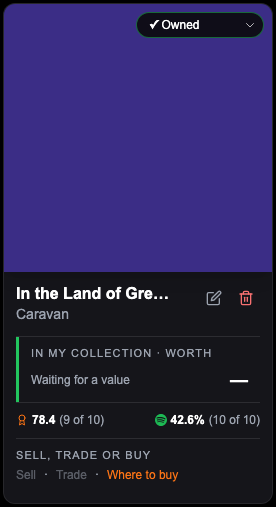 ✓ Owned
In the Land of Gre...
Caravan
IN MY COLLECTION · WORTH
Waiting for a value —
78.4 (9 of 10) 42.6% (10 of 10)
SELL, TRADE OR BUY
Sell · Trade · Where to buy